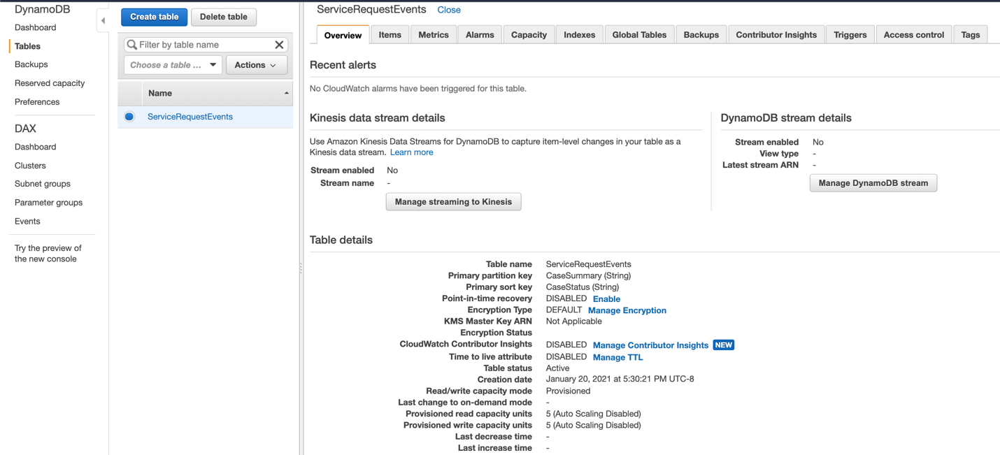 DynamoDB
Dashboard
Tables
Backups
Reserved capacity
Preferences
DAX
Dashboard
Clusters
Subnet groups
Parameter groups
Events
Try the preview of
the new console
Create table
Delete table
Filter by table name
Choose a table ...
Actions
Name
ServiceRequestEvents
ServiceRequestEvents Close
Overview
Items
Metrics
Alarms
Capacity
Indexes
Global Tables
Backups
Contributor Insights
Triggers
Access control
Tags
Recent alerts
No CloudWatch alarms have been triggered for this table.
Kinesis data stream details
Use Amazon Kinesis Data Streams for DynamoDB to capture item-level changes in your table as a
Kinesis data stream. Learn more
Stream enabled No
Stream name -
Manage streaming to Kinesis
DynamoDB stream details
Stream enabled No
View type -
Latest stream ARN -
Manage DynamoDB stream
Table details
Table name ServiceRequestEvents
Primary partition key CaseSummary (String)
Primary sort key CaseStatus (String)
Point-in-time recovery DISABLED Enable
Encryption Type DEFAULT Manage Encryption
KMS Master Key ARN Not Applicable
Encryption Status
CloudWatch Contributor Insights DISABLED Manage Contributor Insights NEW
Time to live attribute DISABLED Manage TTL
Table status Active
Creation date January 20, 2021 at 5:30:21 PM UTC-8
Read/write capacity mode Provisioned
Last change to on-demand mode -
Provisioned read capacity units 5 (Auto Scaling Disabled)
Provisioned write capacity units 5 (Auto Scaling Disabled)
Last decrease time -
Last increase time -